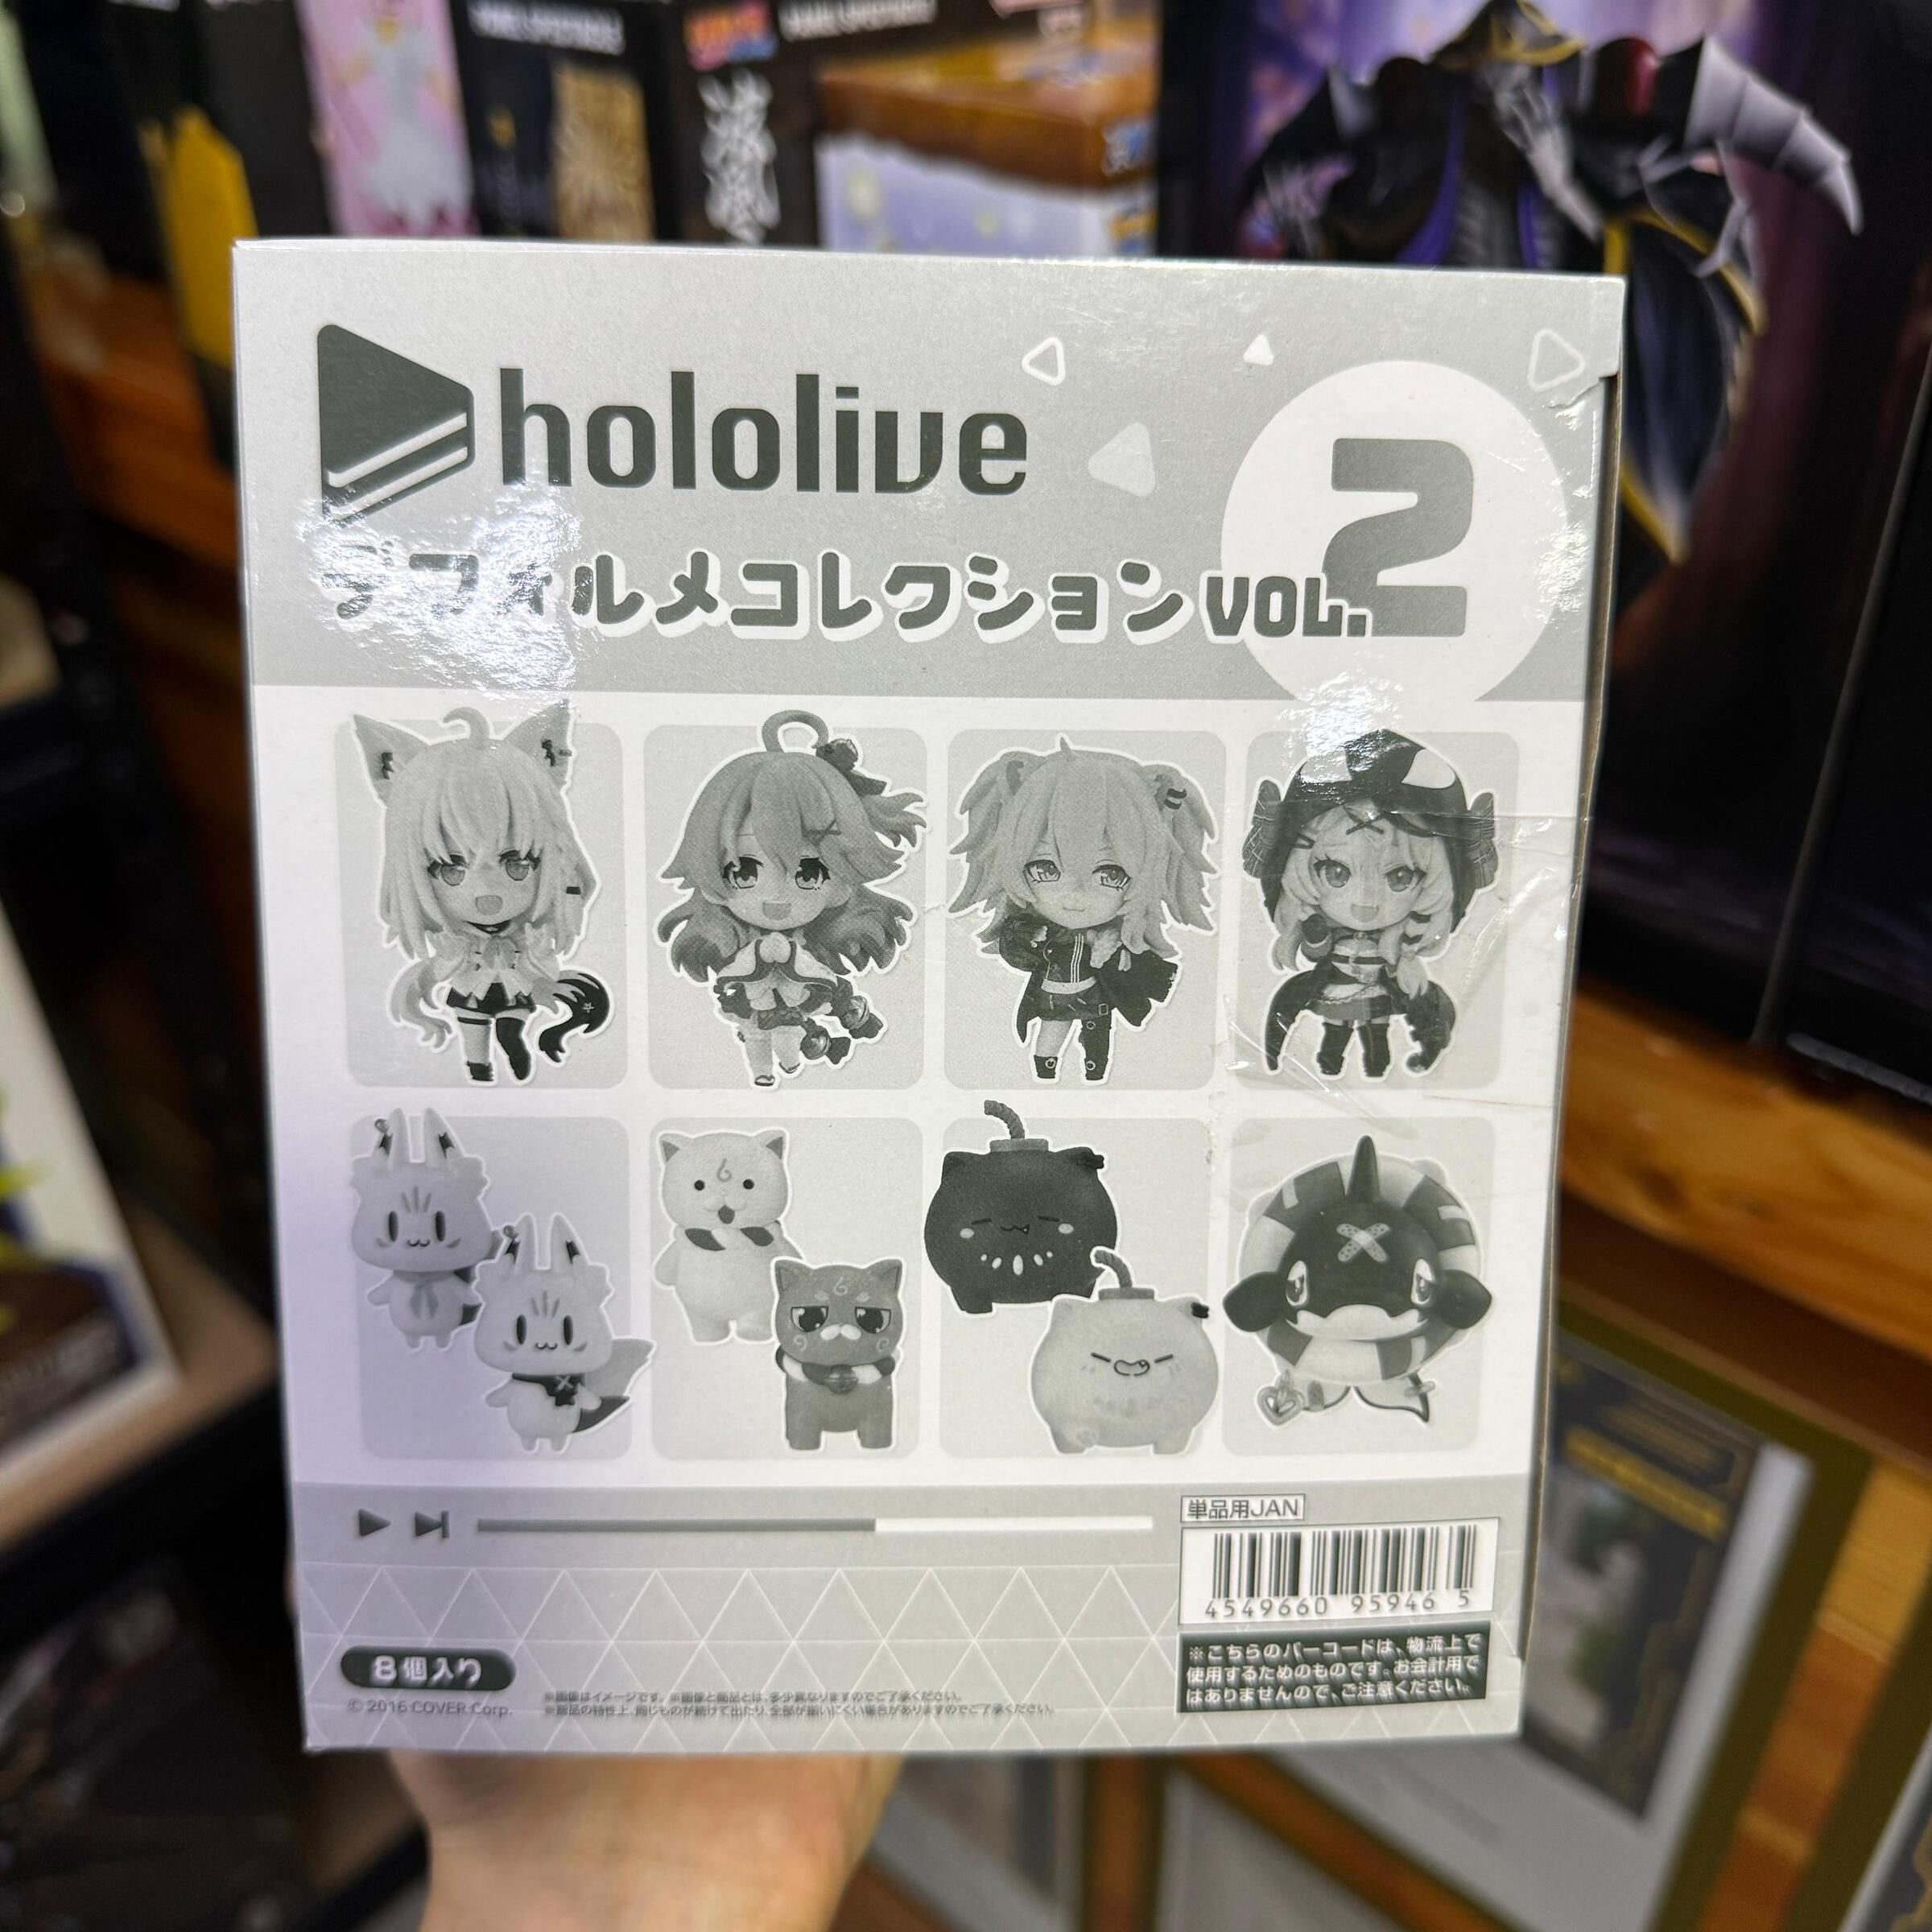 hololive
デフォルメコレクション VOL.2
単品用JAN
4549660 95946 5
※こちらのバーコードは、物流上で
使用するためのものです。お会計用で
はありませんので、ご注意ください。
8個入り
© 2016 COVER Corp.
※画像はイメージです。※画像と商品とは、多少異なりますのでご了承ください。
※商品の特性上、同じものが続けて出たり、全部が揃いにくい場合がありますのでご了承ください。